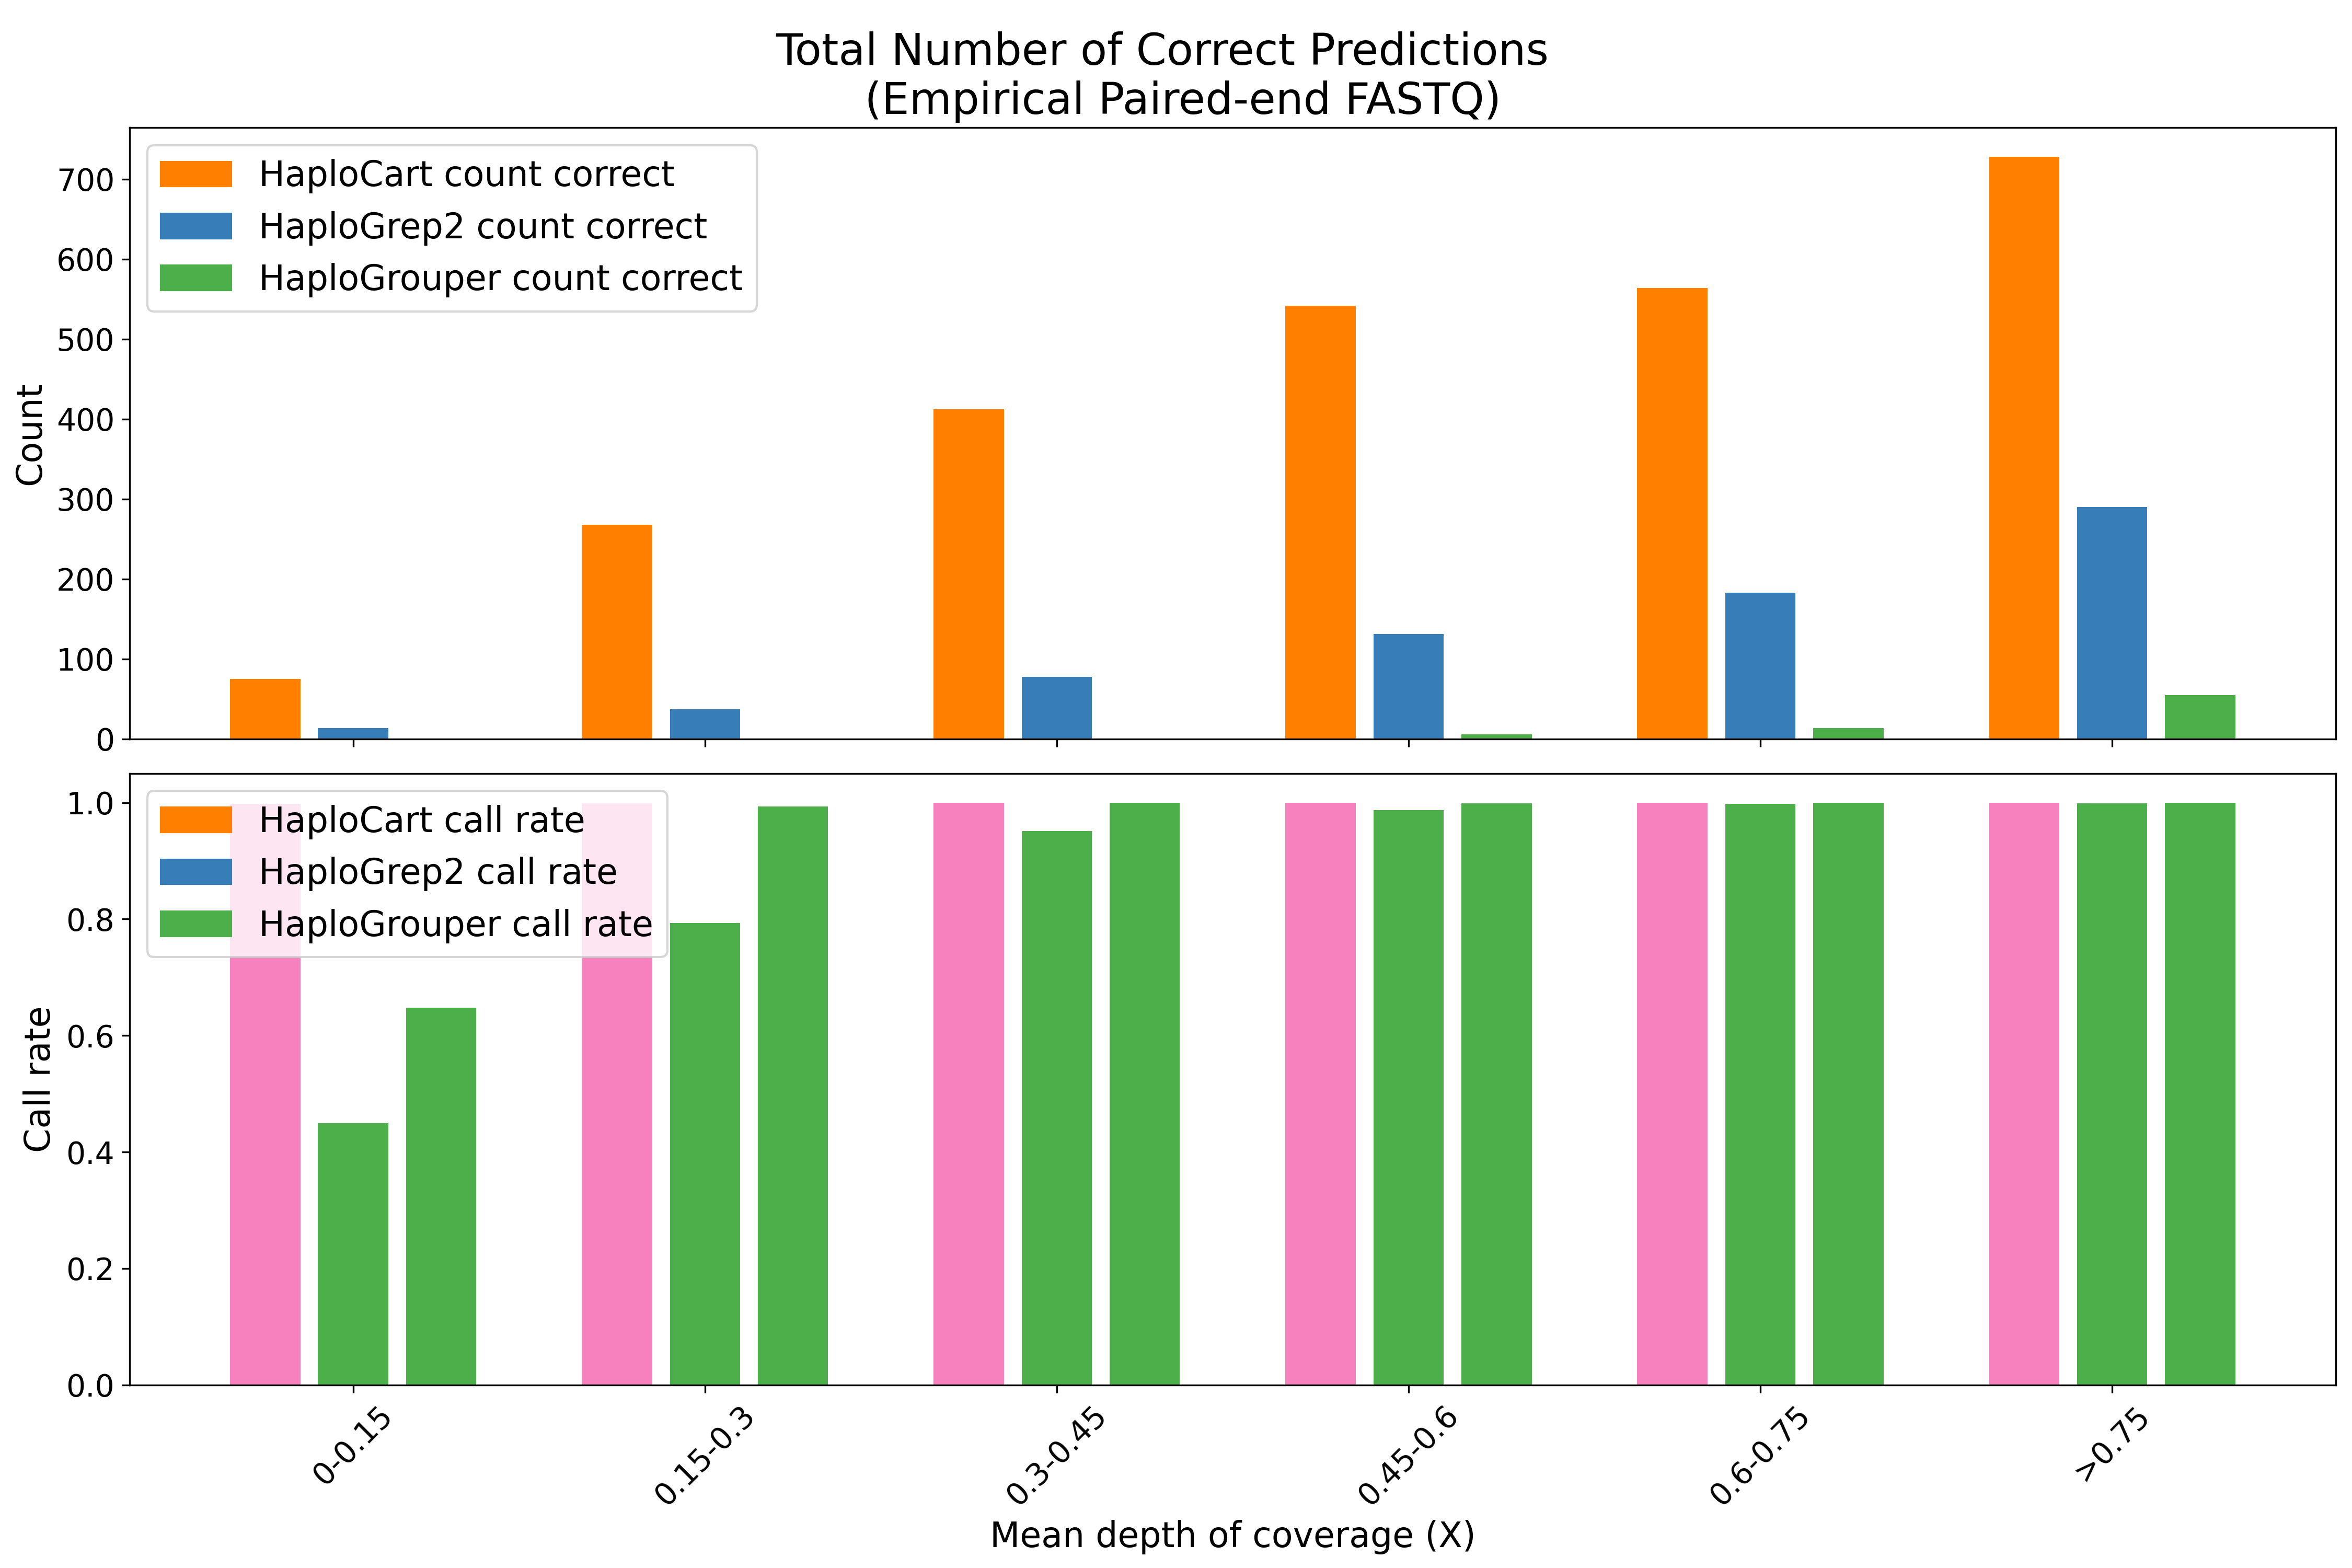 Total Number of Correct Predictions
(Empirical Paired-end FASTQ)
HaploCart count correct
HaploGrep2 count correct
HaploGrouper count correct
700
600
500
400
300
200
100
0
Count
HaploCart call rate
HaploGrep2 call rate
HaploGrouper call rate
1.0
0.8
0.6
0.4
0.2
0.0
Call rate
0-0.15
0.15-0.3
0.3-0.45
0.45-0.6
0.6-0.75
>0.75
Mean depth of coverage (X)